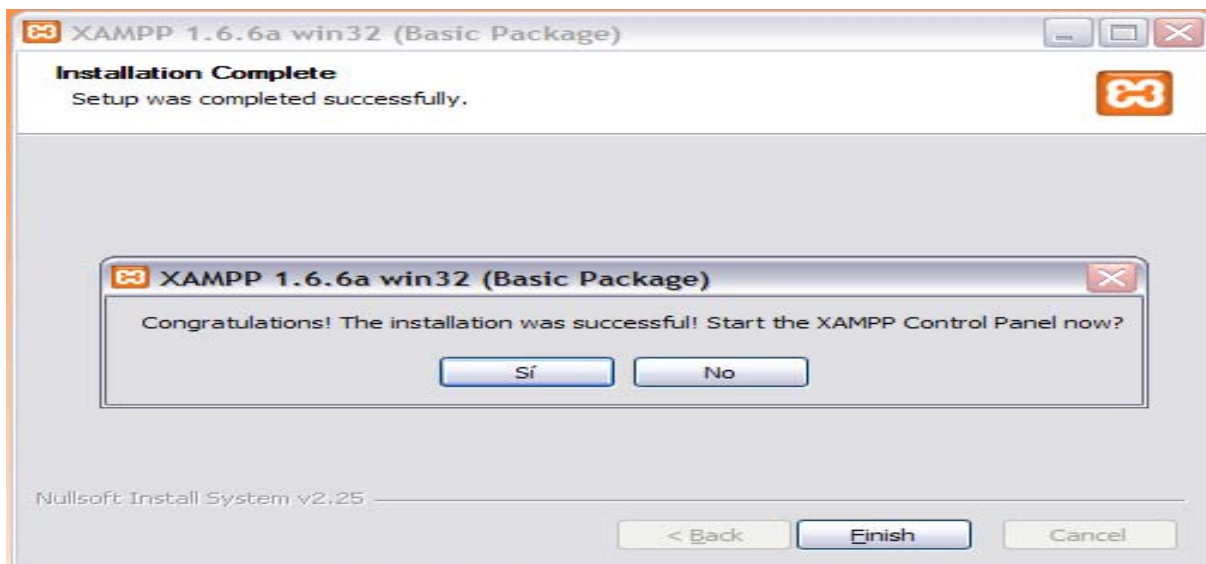 XAMPP 1.6.6a win32 (Basic Package)
Installation Complete
Setup was completed successfully.
XAMPP 1.6.6a win32 (Basic Package)
Congratulations! The installation was successful! Start the XAMPP Control Panel now?
Sí No
Nullsoft Install System v2.25
< Back Finish Cancel